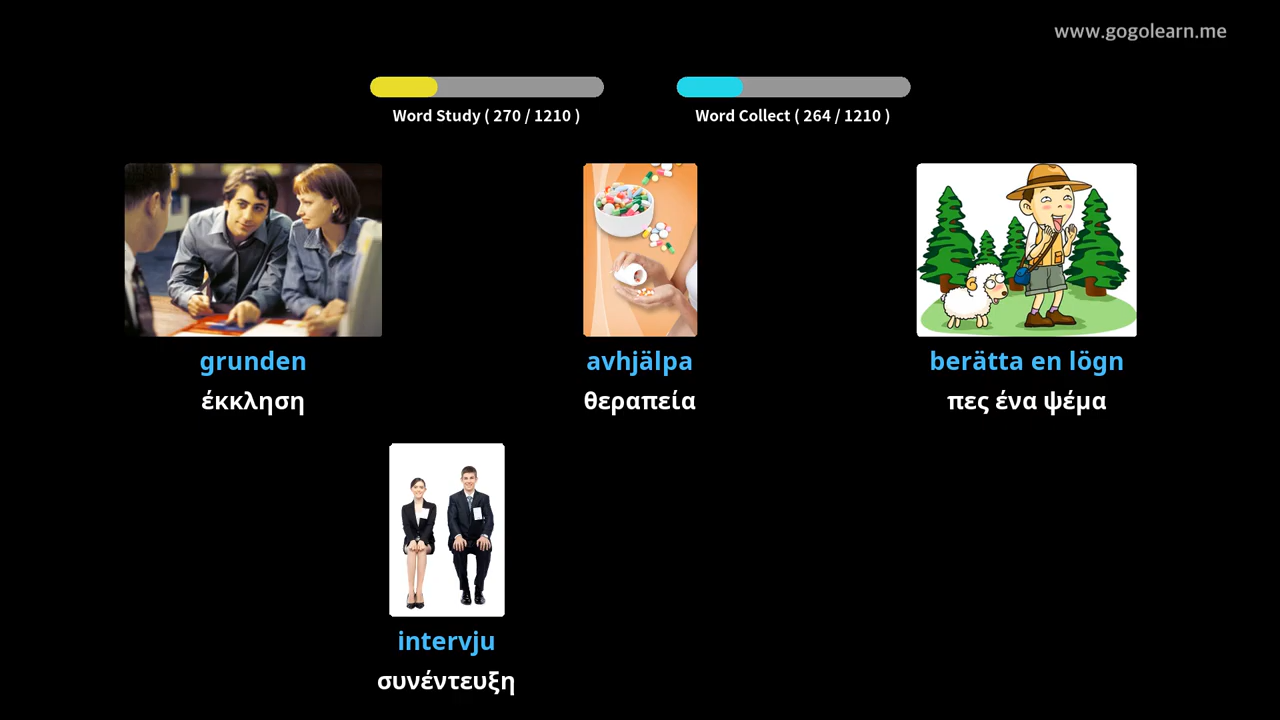 www.gogolearn.me
Word Study ( 270 / 1210 )
Word Collect ( 264 / 1210 )
grunden
avhjälpa
berätta en lögn
έκκληση
θεραπεία
πες ένα ψέμα
intervju
συνέντευξη